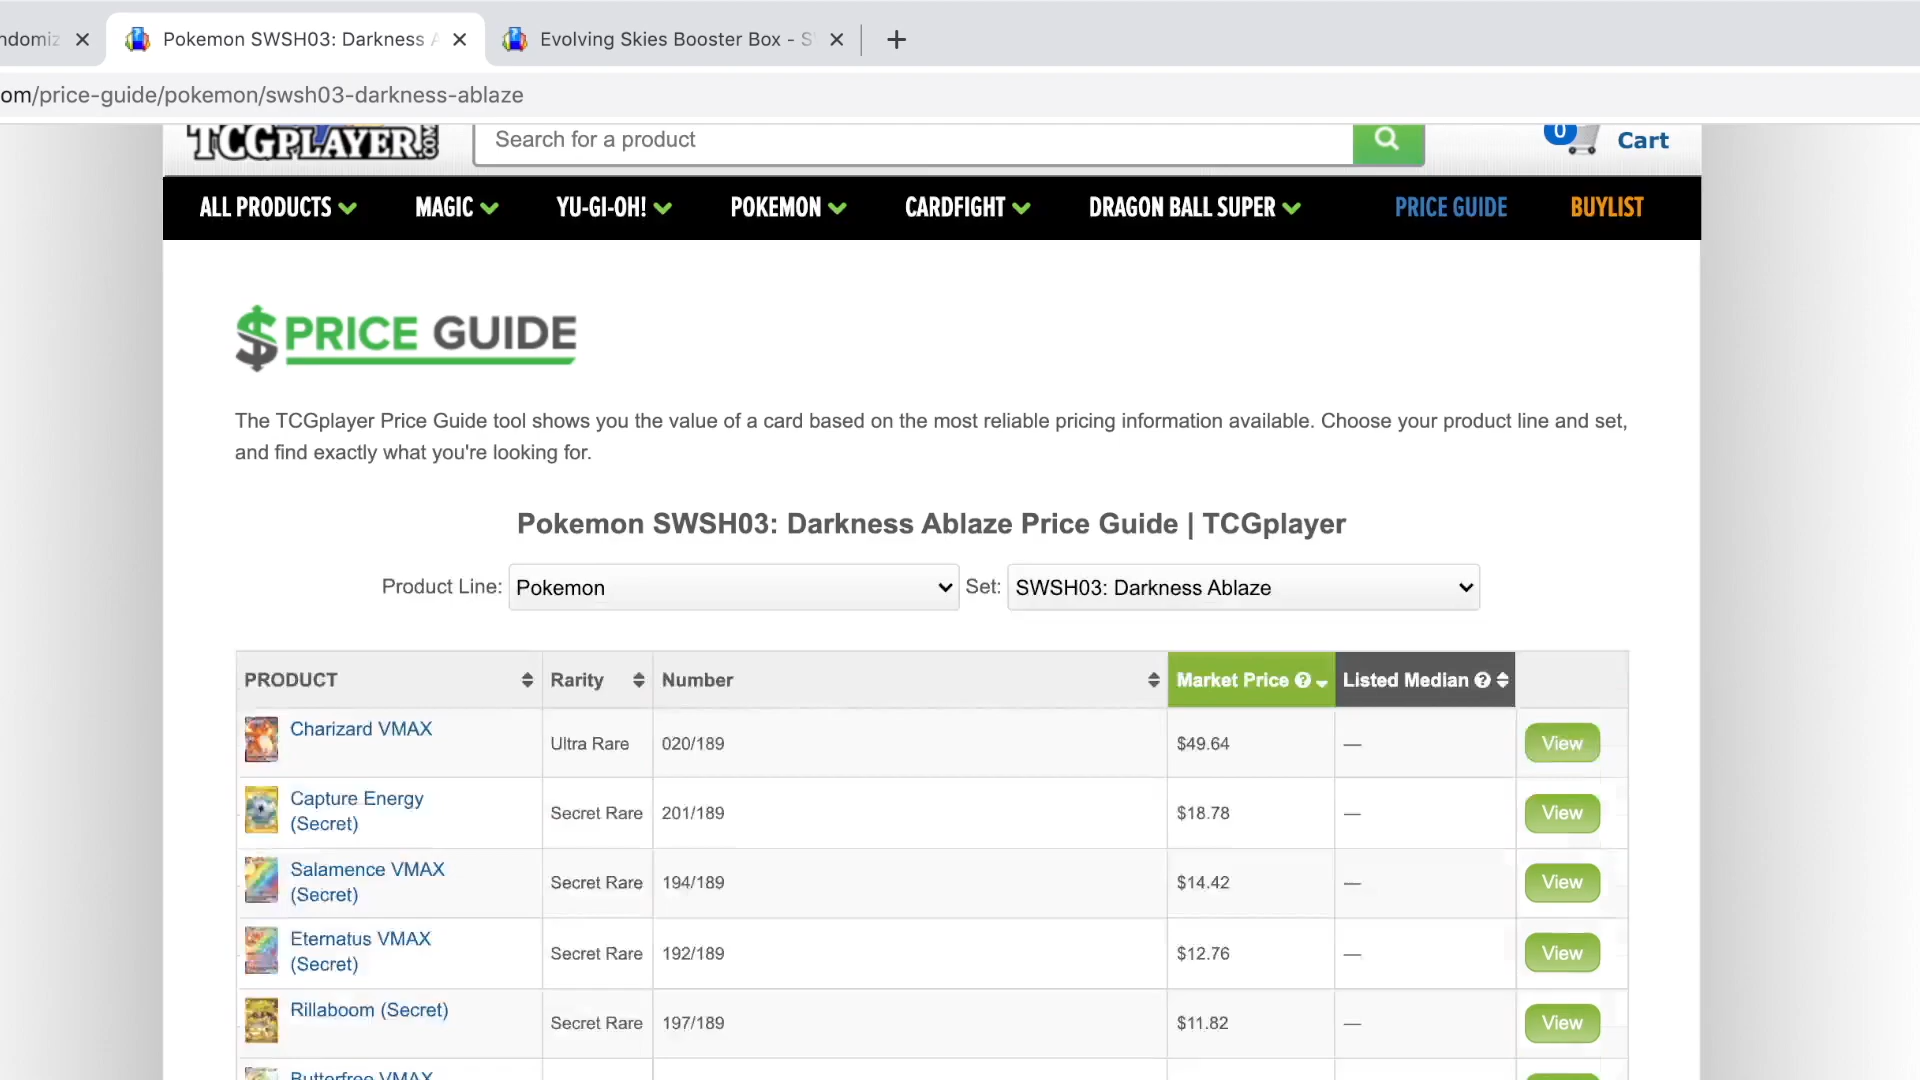 ndomiz
Pokemon SWSH03: Darkness A
Evolving Skies Booster Box - S
om/price-guide/pokemon/swsh03-darkness-ablaze
TCGPLAYER.COM
Search for a product
0
Cart
ALL PRODUCTS MAGIC YU-GI-OH! POKEMON CARDFIGHT DRAGON BALL SUPER PRICE GUIDE BUYLIST
$ PRICE GUIDE
The TCGplayer Price Guide tool shows you the value of a card based on the most reliable pricing information available. Choose your product line and set,
and find exactly what you're looking for.
Pokemon SWSH03: Darkness Ablaze Price Guide | TCGplayer
Product Line: Pokemon Set: SWSH03: Darkness Ablaze
PRODUCT Rarity Number Market Price ? Listed Median ?
Charizard VMAX Ultra Rare 020/189 $49.64 — View
Capture Energy
(Secret) Secret Rare 201/189 $18.78 — View
Salamence VMAX
(Secret) Secret Rare 194/189 $14.42 — View
Eternatus VMAX
(Secret) Secret Rare 192/189 $12.76 — View
Rillaboom (Secret) Secret Rare 197/189 $11.82 — View
Butterfree VMAX